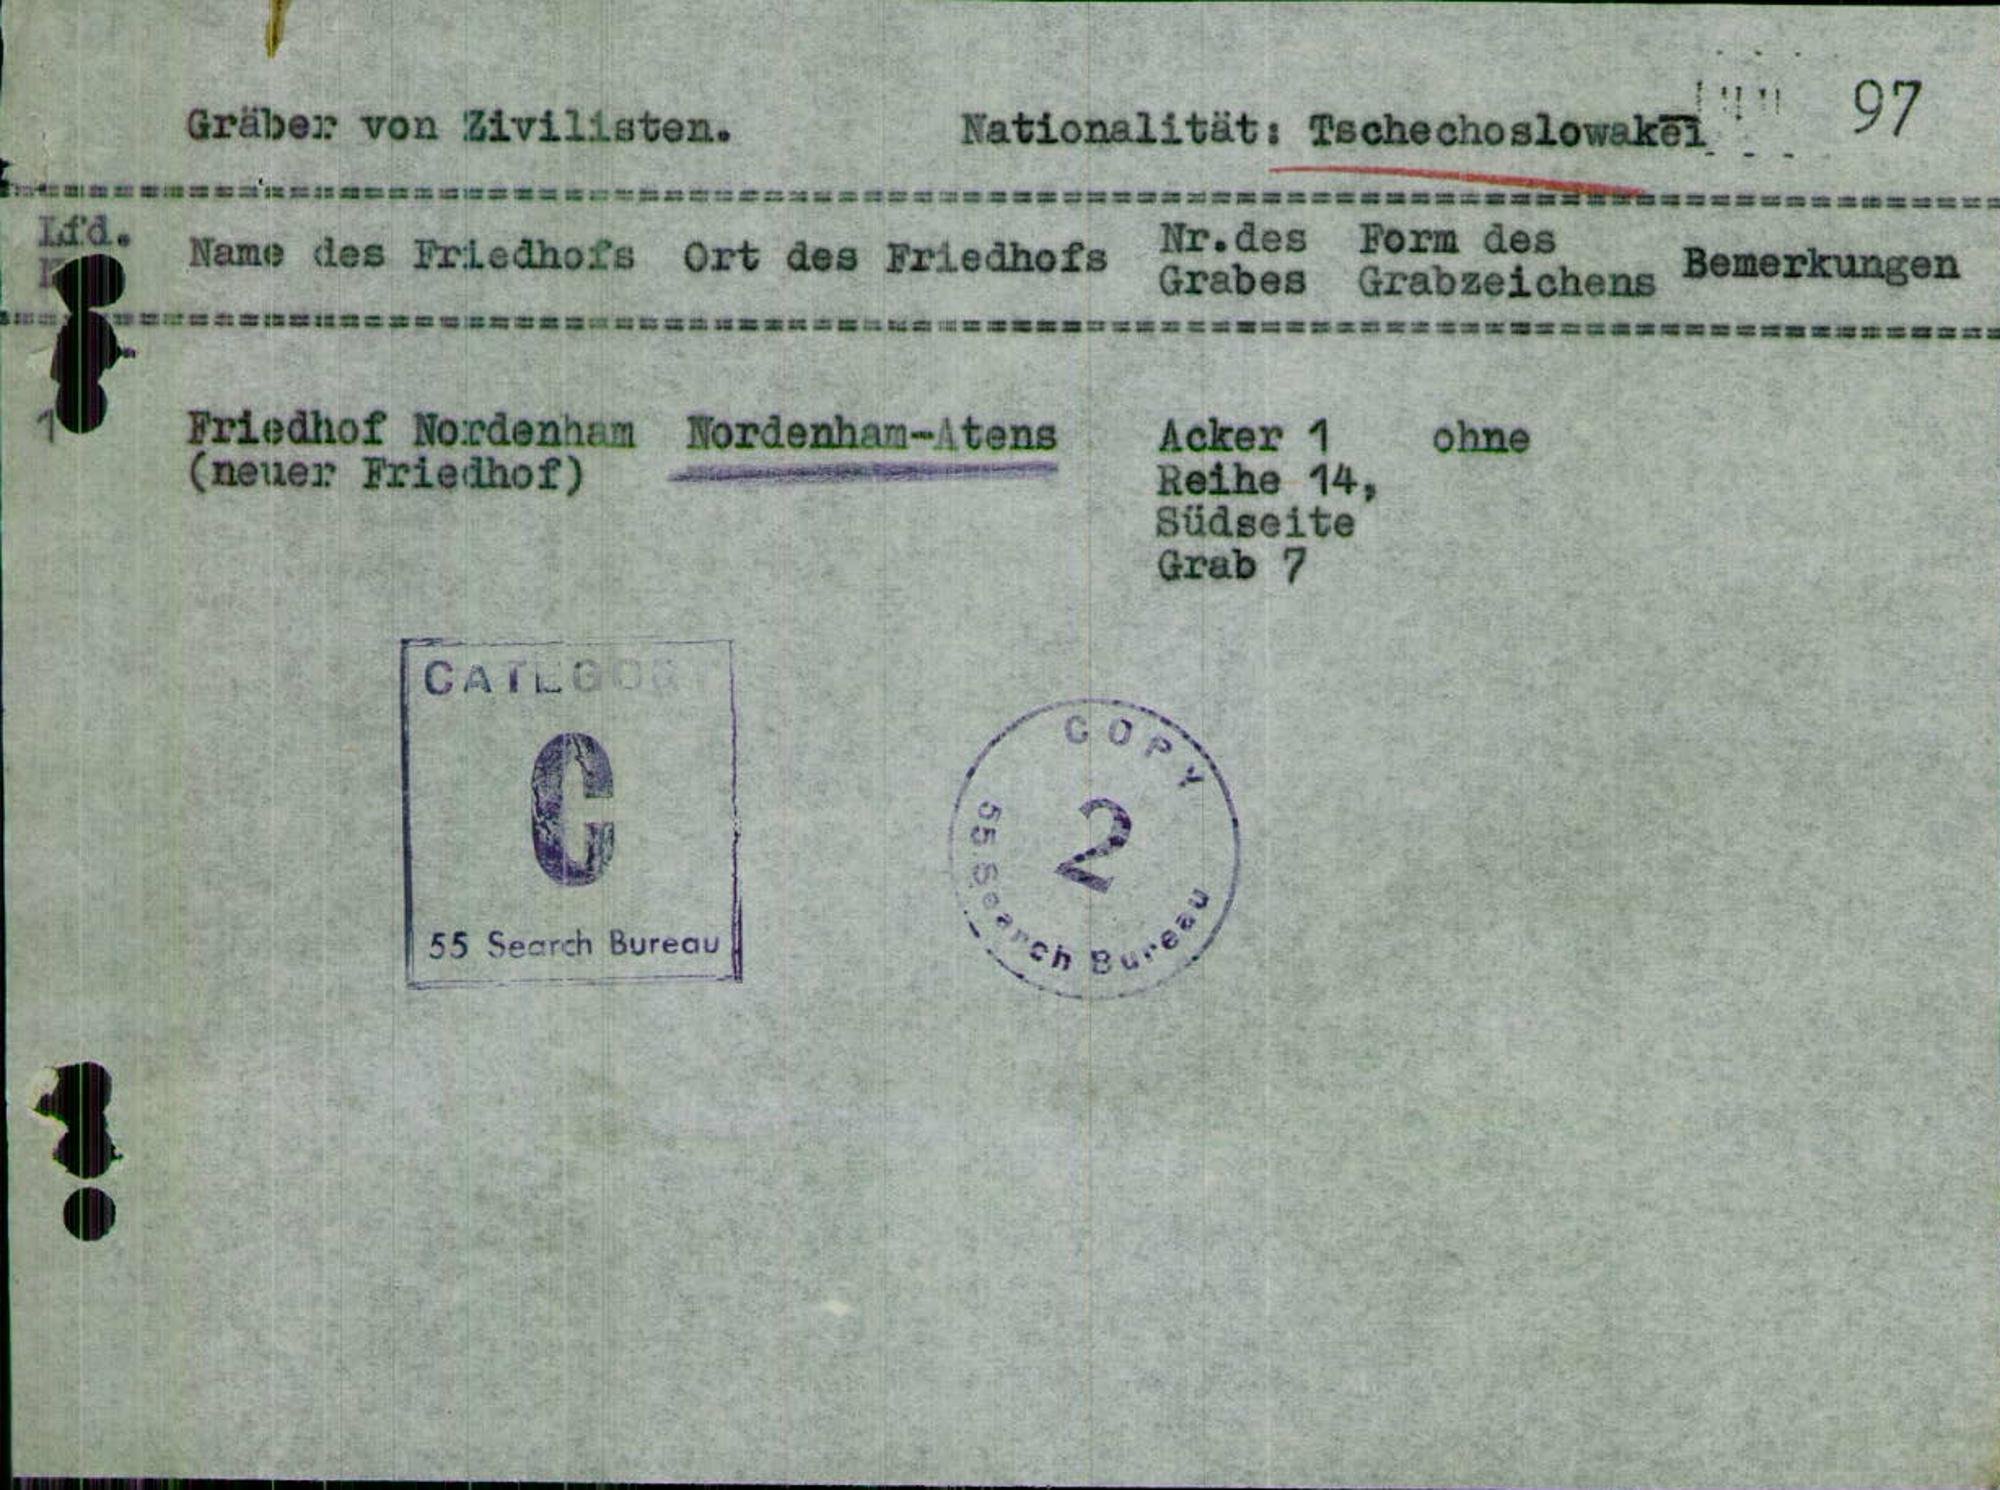 97
Gräber von Zivilisten. Nationalität: Tschechoslowakei
Lfd.
Name des Friedhofs Ort des Friedhofs Nr.des Grabes Form des Grabzeichens Bemerkungen
1 Friedhof Nordenham Nordenham-Atens Acker 1 ohne
(neuer Friedhof) Reihe 14,
Südseite
Grab 7
CATEGORY
C
55 Search Bureau
COPY
2
55 Search Bureau